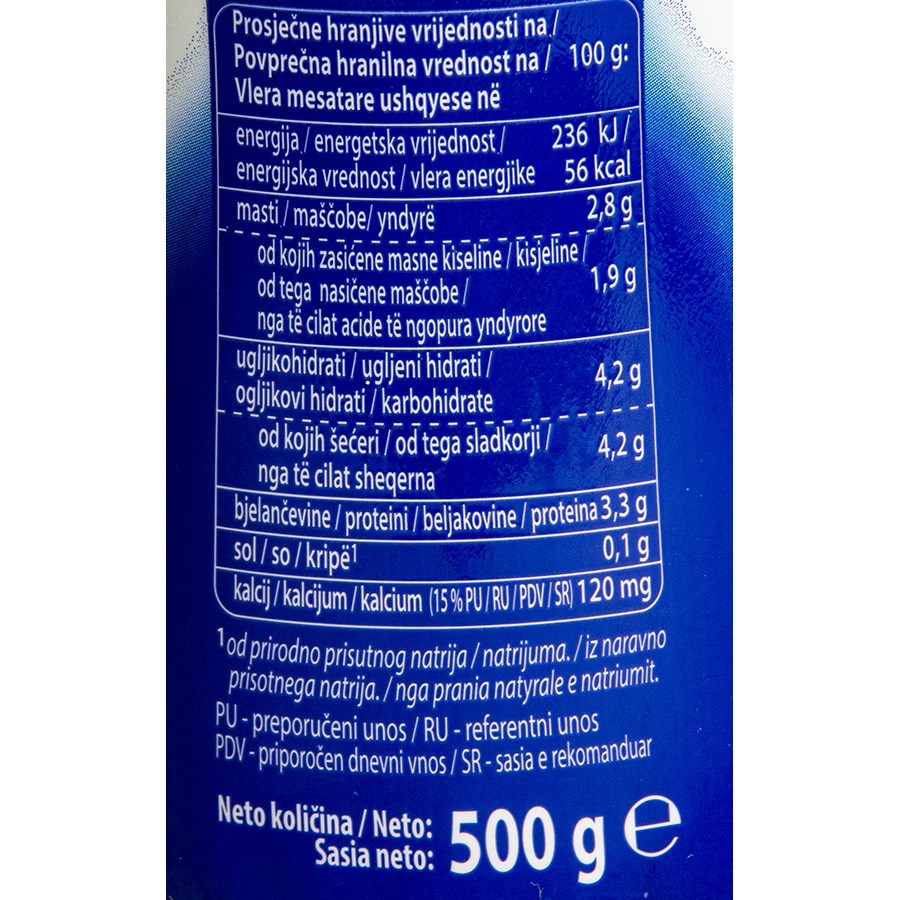 Prosječne hranjive vrijednosti na /
Povprečna hranilna vrednost na / 100 g:
Vlera mesatare ushqyese në
energija / energetska vrijednost / 236 kJ /
energijska vrednost / vlera energjike 56 kcal
masti / maščobe/ yndyrë 2,8 g
od kojih zasićene masne kiseline / kisjeline /
od tega nasičene maščobe / 1,9 g
nga të cilat acide të ngopura yndyrore
ugljikohidrati / ugljeni hidrati /
ogljikovi hidrati / karbohidrate 4,2 g
od kojih šećeri / od tega sladkorji / 4,2 g
nga të cilat sheqerna
bjelančevine / proteini / beljakovine / proteina 3,3 g
sol / so / kripë¹ 0,1 g
kalcij / kalcijum / kalcium (15 % PU / RU / PDV / SR) 120 mg
¹ od prirodno prisutnog natrija / natrijuma. / iz naravno
prisotnega natrija. / nga prania natyrale e natriumit.
PU - preporučeni unos / RU - referentni unos
PDV - priporočen dnevni vnos / SR - sasia e rekomanduar
Neto količina / Neto: 500 g ℮
Sasia neto: